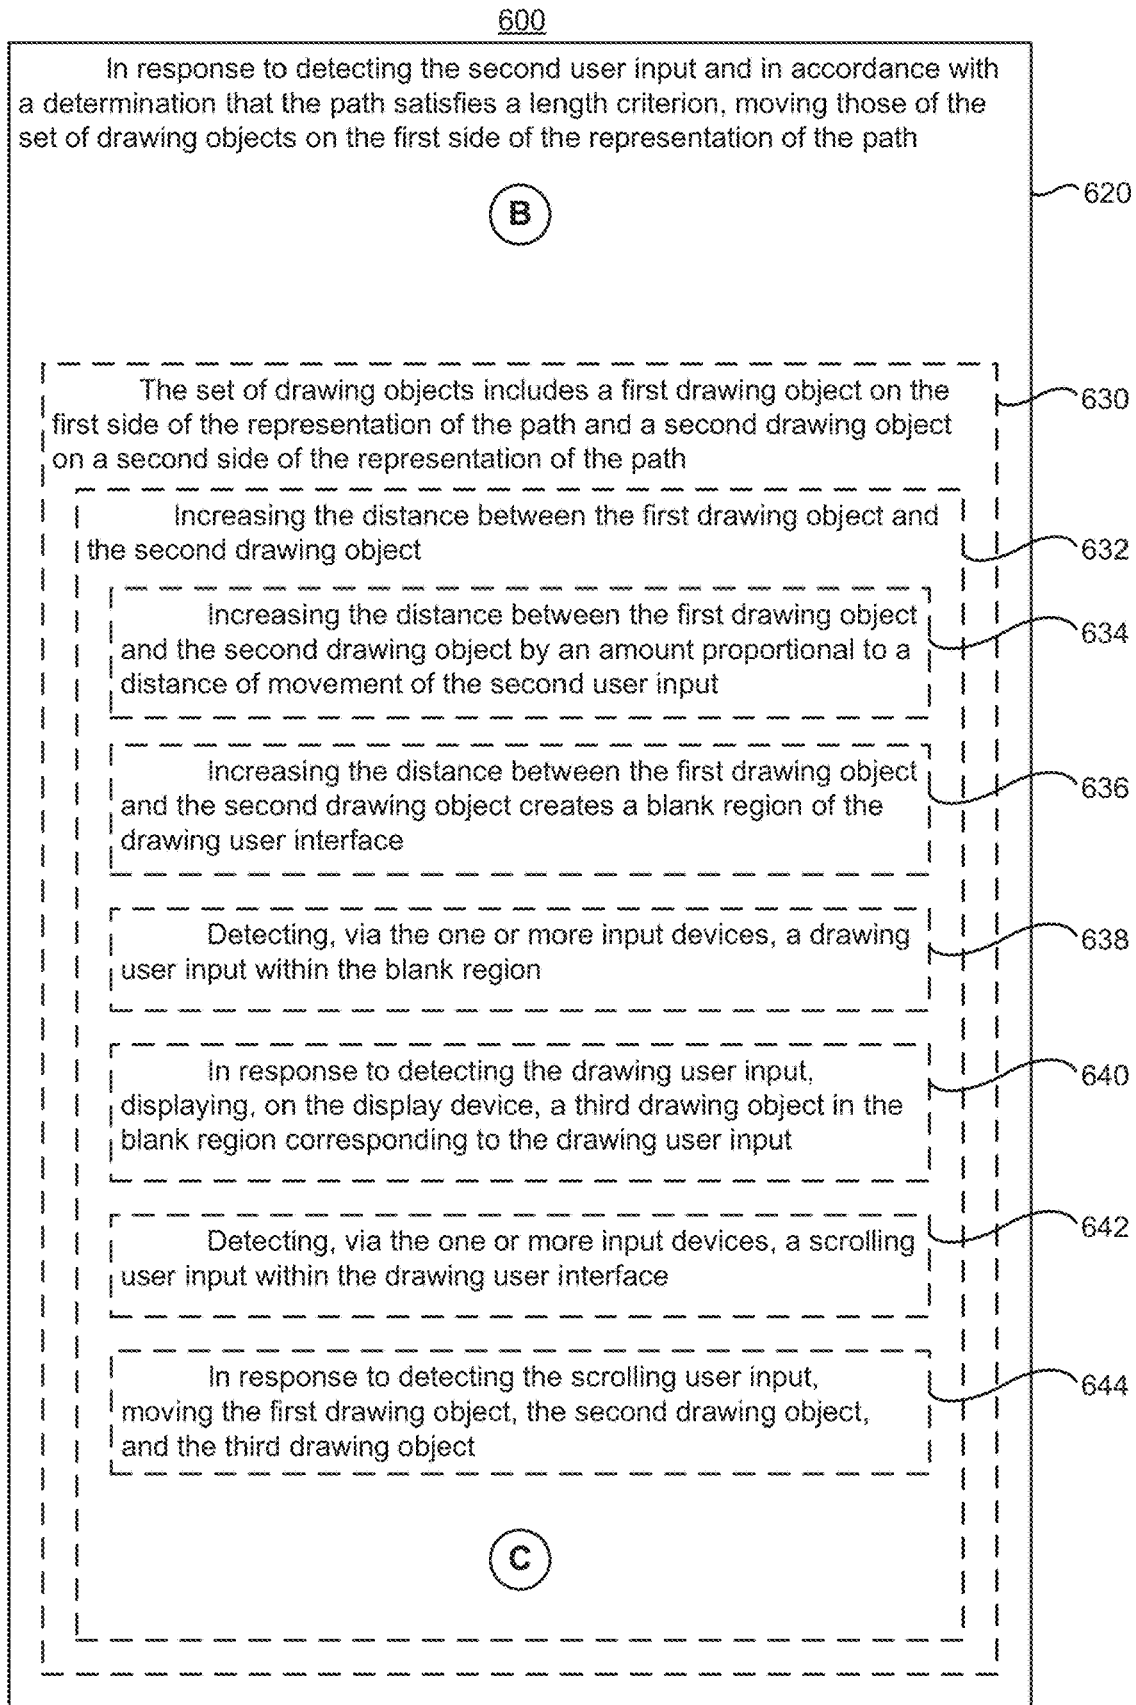 600
In response to detecting the second user input and in accordance with
a determination that the path satisfies a length criterion, moving those of the
set of drawing objects on the first side of the representation of the path
B
620
The set of drawing objects includes a first drawing object on the
first side of the representation of the path and a second drawing object
on a second side of the representation of the path
630
Increasing the distance between the first drawing object and
the second drawing object
632
Increasing the distance between the first drawing object
and the second drawing object by an amount proportional to a
distance of movement of the second user input
634
Increasing the distance between the first drawing object
and the second drawing object creates a blank region of the
drawing user interface
636
Detecting, via the one or more input devices, a drawing
user input within the blank region
638
In response to detecting the drawing user input,
displaying, on the display device, a third drawing object in the
blank region corresponding to the drawing user input
640
Detecting, via the one or more input devices, a scrolling
user input within the drawing user interface
642
In response to detecting the scrolling user input,
moving the first drawing object, the second drawing object,
and the third drawing object
644
C